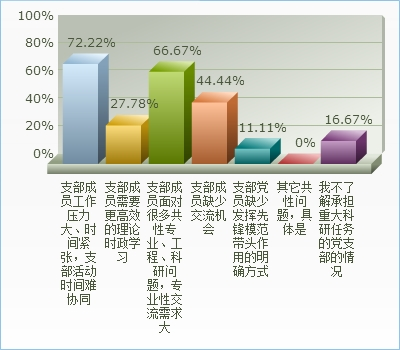 100%
80%
60%
40%
20%
0%
72.22%
27.78%
66.67%
44.44%
11.11%
0%
16.67%
支部成
员工作
压力
大、时
间紧
张，支
部活动
时间难
协同
支部成
员需要
更高效
的理论
时政学
习
支部成
员面对
很多共
性专
业、工
程、科
研问
题，专
业性交
流需求
大
支部成
员缺少
交流机
会
支部党
员缺少
发挥先
锋模范
带头作
用的明
确方式
其它共
性问
题，具
体是
我不了
解承担
重大科
研任务
的党支
部的情
况